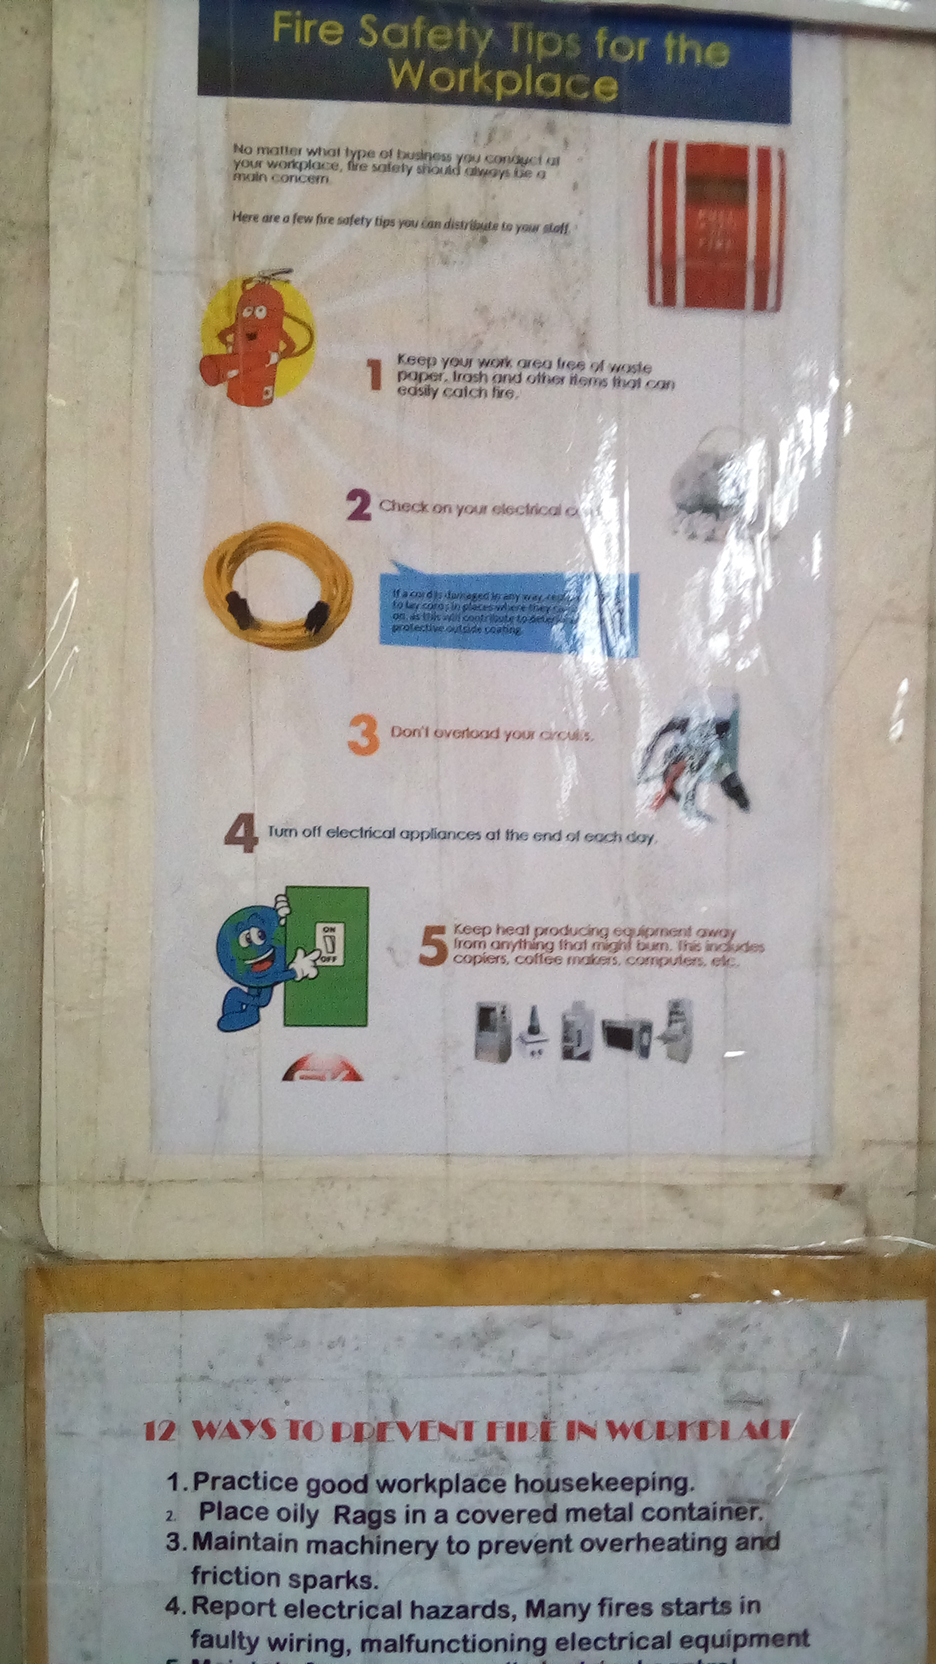 Fire Safety Tips for the
Workplace
No matter what type of business you conduct at
your workplace, fire safety should always be a
main concern.
Here are a few fire safety tips you can distribute to your staff.
PULL
FIRE
1
Keep your work area free of waste
paper, trash and other items that can
easily catch fire.
2 Check on your electrical
If a cord is damaged in any way,
to lay cords in places where they
on, as this will contribute to
protective outside coating.
3 Don't overload your circuits.
4 Turn off electrical appliances at the end of each day.
ON
OFF
5 Keep heat producing equipment away
from anything that might burn. This includes
copiers, coffee makers, computers, etc.
12 WAYS TO PREVENT FIRE IN WORKPLACE
1. Practice good workplace housekeeping.
2. Place oily Rags in a covered metal container.
3. Maintain machinery to prevent overheating and
friction sparks.
4. Report electrical hazards, Many fires starts in
faulty wiring, malfunctioning electrical equipment